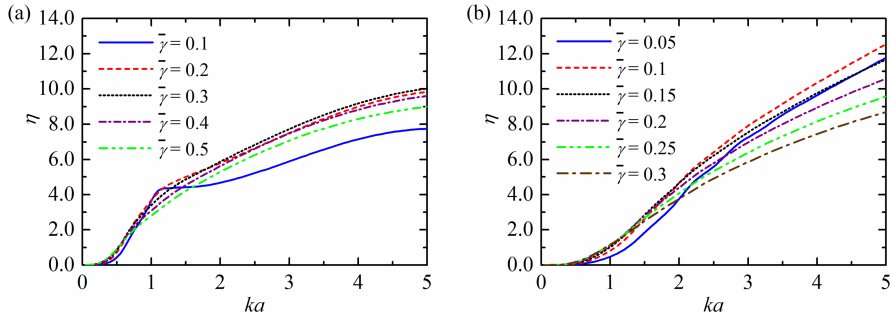 (a)
14.0
12.0
10.0
8.0
6.0
4.0
2.0
0.0
η
γ̄ = 0.1
γ̄ = 0.2
γ̄ = 0.3
γ̄ = 0.4
γ̄ = 0.5
0 1 2 3 4 5
ka
(b)
14.0
12.0
10.0
8.0
6.0
4.0
2.0
0.0
η
γ̄ = 0.05
γ̄ = 0.1
γ̄ = 0.15
γ̄ = 0.2
γ̄ = 0.25
γ̄ = 0.3
0 1 2 3 4 5
ka